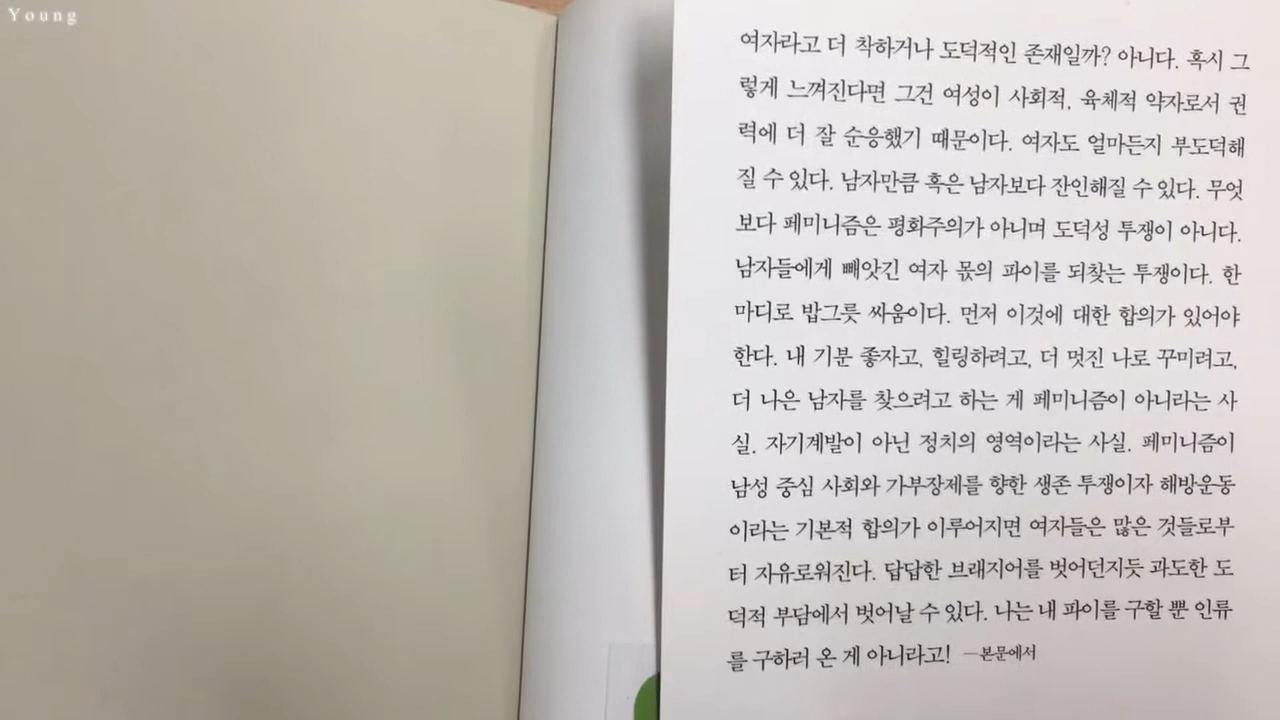 Young
여자라고 더 착하거나 도덕적인 존재일까? 아니다. 혹시 그
렇게 느껴진다면 그건 여성이 사회적, 육체적 약자로서 권
력에 더 잘 순응했기 때문이다. 여자도 얼마든지 부도덕해
질 수 있다. 남자만큼 혹은 남자보다 잔인해질 수 있다. 무엇
보다 페미니즘은 평화주의가 아니며 도덕성 투쟁이 아니다.
남자들에게 빼앗긴 여자 몫의 파이를 되찾는 투쟁이다. 한
마디로 밥그릇 싸움이다. 먼저 이것에 대한 합의가 있어야
한다. 내 기분 좋자고, 힐링하려고, 더 멋진 나로 꾸미려고,
더 나은 남자를 찾으려고 하는 게 페미니즘이 아니라는 사
실. 자기계발이 아닌 정치의 영역이라는 사실. 페미니즘이
남성 중심 사회와 가부장제를 향한 생존 투쟁이자 해방운동
이라는 기본적 합의가 이루어지면 여자들은 많은 것들로부
터 자유로워진다. 답답한 브래지어를 벗어던지듯 과도한 도
덕적 부담에서 벗어날 수 있다. 나는 내 파이를 구할 뿐 인류
를 구하러 온 게 아니라고! —본문에서